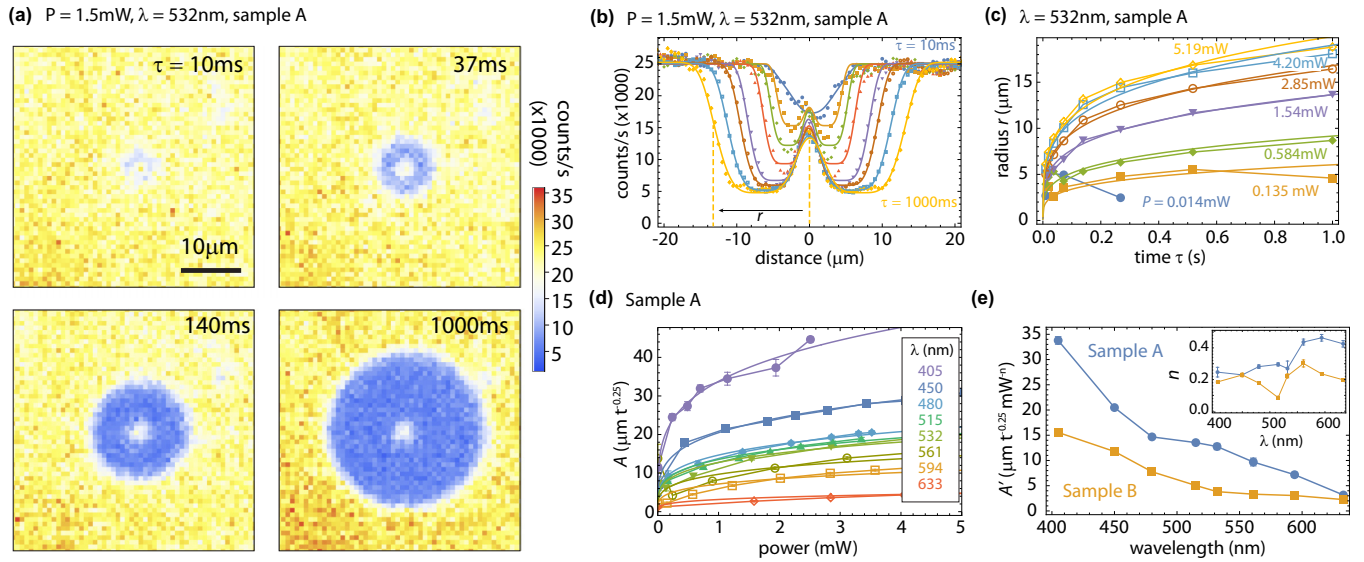 (a) P = 1.5mW, λ = 532nm, sample A
τ = 10ms
37ms
10μm
140ms
1000ms
counts/s
(x1000)
35
30
25
20
15
10
5
(b) P = 1.5mW, λ = 532nm, sample A
τ = 10ms
τ = 1000ms
r
counts/s (x1000)
25
20
15
10
5
0
-20 -10 0 10 20
distance (μm)
(c) λ = 532nm, sample A
5.19mW
4.20mW
2.85mW
1.54mW
0.584mW
0.135 mW
P = 0.014mW
radius r (μm)
15
10
5
0
0.0 0.2 0.4 0.6 0.8 1.0
time τ (s)
(d) Sample A
λ (nm)
405
450
480
515
532
561
594
633
A (μm t⁻⁰·²⁵)
40
30
20
10
0
0 1 2 3 4 5
power (mW)
(e)
Sample A
Sample B
A' (μm t⁻⁰·²⁵ mW⁻ⁿ)
35
30
25
20
15
10
5
0
400 450 500 550 600
wavelength (nm)
n
0.4
0.2
0.0
400 500 600
λ (nm)